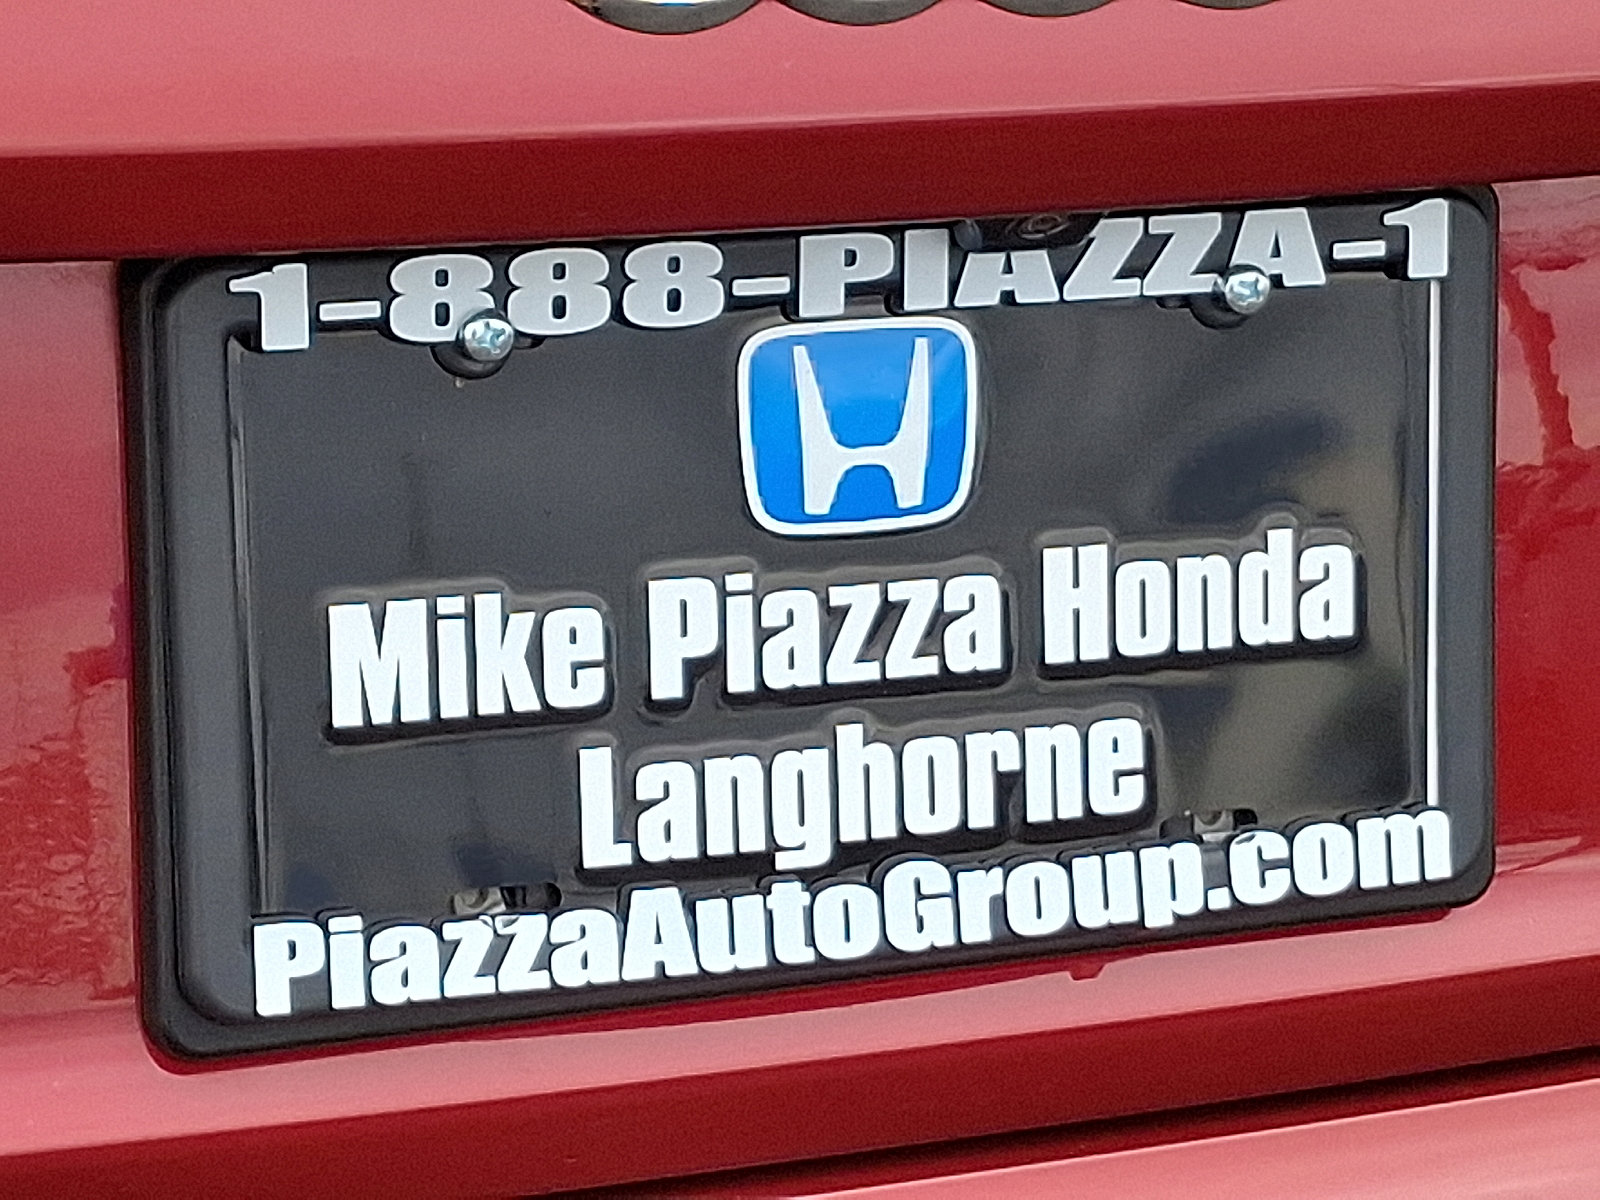 1-888-PIAZZA-1
Mike Piazza Honda
Langhorne
PiazzaAutoGroup.com